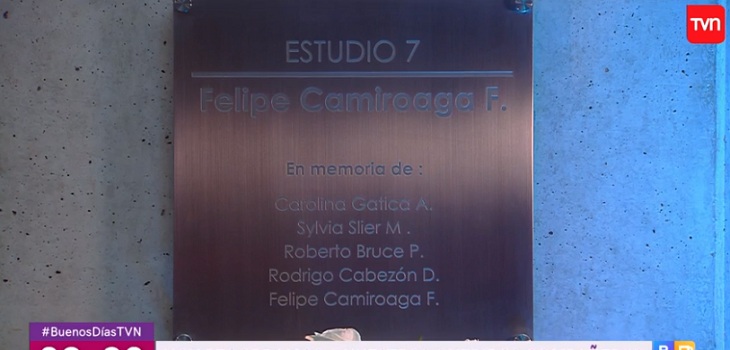 TVN
ESTUDIO 7
Felipe Camiroaga F.
En memoria de :
Carolina Gatica A.
Sylvia Slier M .
Roberto Bruce P.
Rodrigo Cabezón D.
Felipe Camiroaga F.
#BuenosDíasTVN